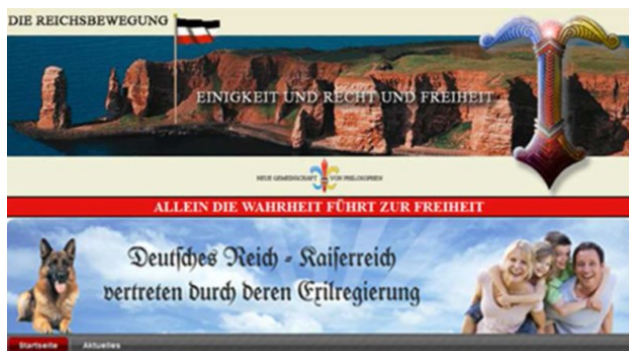 DIE REICHSBEWEGUNG
EINIGKEIT UND RECHT UND FREIHEIT
NEUE GEMEINSCHAFT VON PHILOSOPHEN
ALLEIN DIE WAHRHEIT FÜHRT ZUR FREIHEIT
Deutſches Reich - Kaiſerreich
vertreten durch deren Exilregierung
Startseite Aktuelles